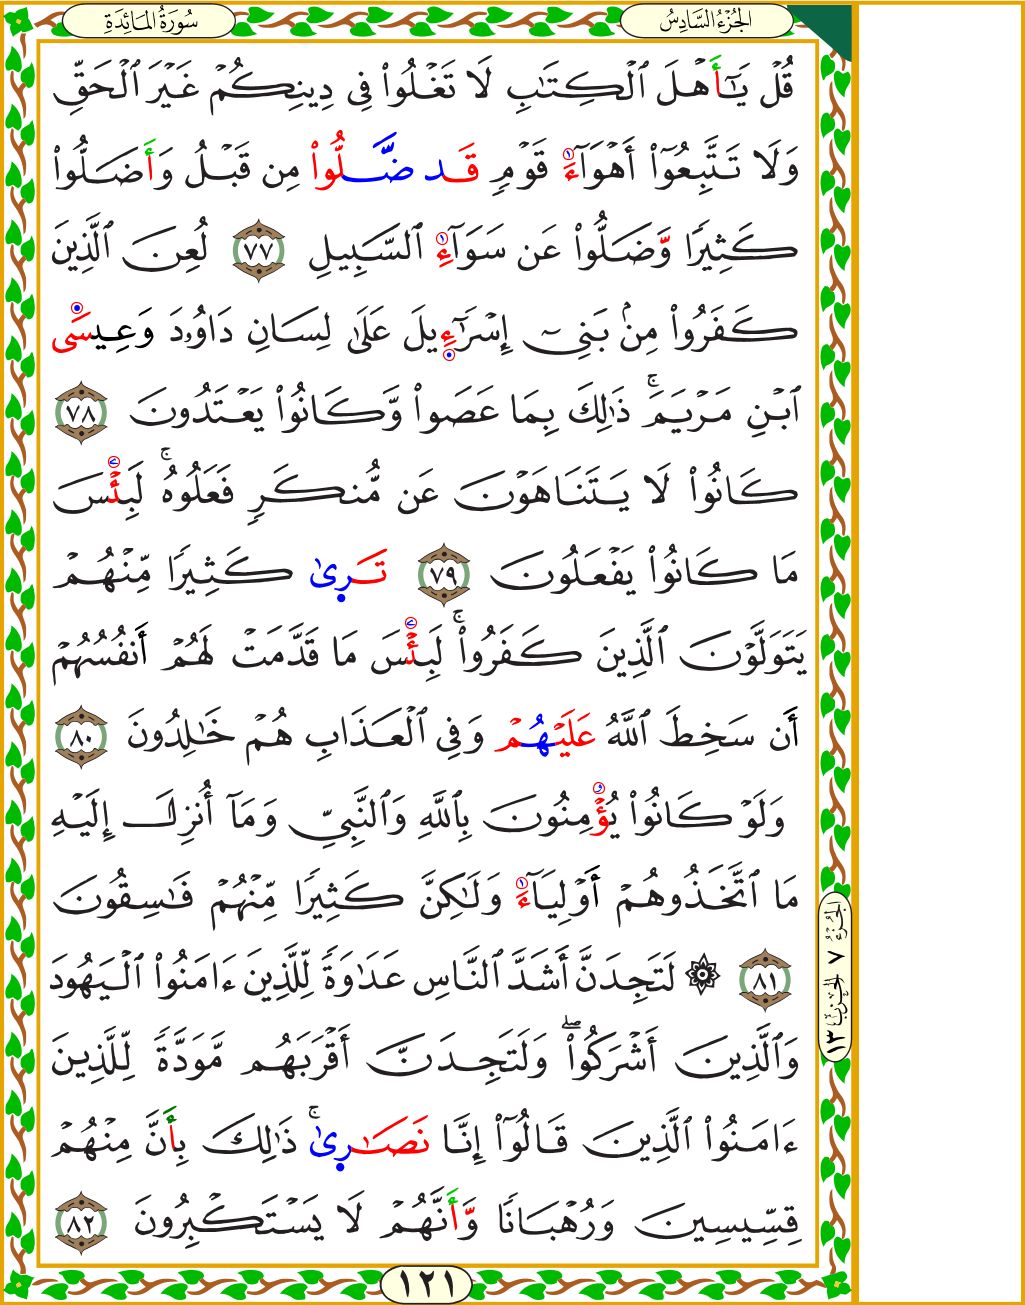 الجُزْءُ السَّادِسُ
سُورَةُ المَائِدَةِ
قُلْ يَٰٓأَهْلَ ٱلْكِتَٰبِ لَا تَغْلُوا۟ فِى دِينِكُمْ غَيْرَ ٱلْحَقِّ
وَلَا تَتَّبِعُوٓا۟ أَهْوَآءَ قَوْمٍ قَد ضَّلُّوا۟ مِن قَبْلُ وَأَضَلُّوا۟
كَثِيرًا وَّضَلُّوا۟ عَن سَوَآءِ ٱلسَّبِيلِ ٧٧ لُعِنَ ٱلَّذِينَ
كَفَرُوا۟ مِنۢ بَنِىٓ إِسْرَٰٓءِيلَ عَلَىٰ لِسَانِ دَاوُۥدَ وَعِيسَى
ٱبْنِ مَرْيَمَ ۚ ذَٰلِكَ بِمَا عَصَوا۟ وَّكَانُوا۟ يَعْتَدُونَ ٧٨
كَانُوا۟ لَا يَتَنَاهَوْنَ عَن مُّنكَرٍ فَعَلُوهُ ۚ لَبِئْسَ
مَا كَانُوا۟ يَفْعَلُونَ ٧٩ تَرِىٰ كَثِيرًا مِّنْهُمْ
يَتَوَلَّوْنَ ٱلَّذِينَ كَفَرُوا۟ ۚ لَبِئْسَ مَا قَدَّمَتْ لَهُمْ أَنفُسُهُمْ
أَن سَخِطَ ٱللَّهُ عَلَيْهُمْ وَفِى ٱلْعَذَابِ هُمْ خَٰلِدُونَ ٨٠
وَلَوْ كَانُوا۟ يُؤْمِنُونَ بِٱللَّهِ وَٱلنَّبِىِّ وَمَآ أُنزِلَ إِلَيْهِ
مَا ٱتَّخَذُوهُمْ أَوْلِيَآءَ وَلَٰكِنَّ كَثِيرًا مِّنْهُمْ فَٰسِقُونَ
٨١ ۞ لَتَجِدَنَّ أَشَدَّ ٱلنَّاسِ عَدَٰوَةً لِّلَّذِينَ ءَامَنُوا۟ ٱلْيَهُودَ
وَٱلَّذِينَ أَشْرَكُوا۟ ۖ وَلَتَجِدَنَّ أَقْرَبَهُم مَّوَدَّةً لِّلَّذِينَ
ءَامَنُوا۟ ٱلَّذِينَ قَالُوٓا۟ إِنَّا نَصَٰرِىٰ ۚ ذَٰلِكَ بِأَنَّ مِنْهُمْ
قِسِّيسِينَ وَرُهْبَانًا وَّأَنَّهُمْ لَا يَسْتَكْبِرُونَ ٨٢
الجُزْءُ ٧ الحِزْبُ ١٣
١٢١